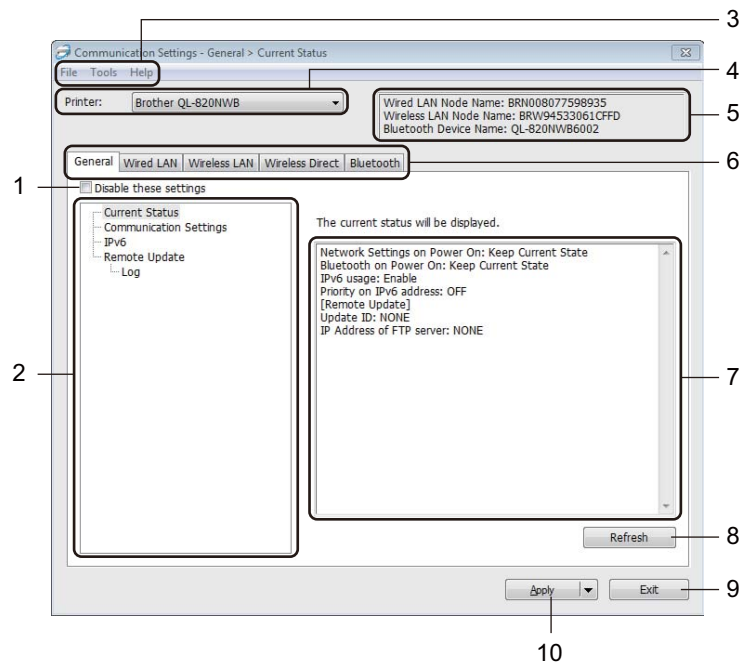 3
Communication Settings - General > Current Status
File Tools Help
4
Printer: Brother QL-820NWB
Wired LAN Node Name: BRN008077598935
Wireless LAN Node Name: BRW94533061CFFD
Bluetooth Device Name: QL-820NWB6002
5
General Wired LAN Wireless LAN Wireless Direct Bluetooth
6
1
Disable these settings
Current Status
Communication Settings
IPv6
Remote Update
Log
2
The current status will be displayed.
Network Settings on Power On: Keep Current State
Bluetooth on Power On: Keep Current State
IPv6 usage: Enable
Priority on IPv6 address: OFF
[Remote Update]
Update ID: NONE
IP Address of FTP server: NONE
7
Refresh
8
Apply
Exit
9
10